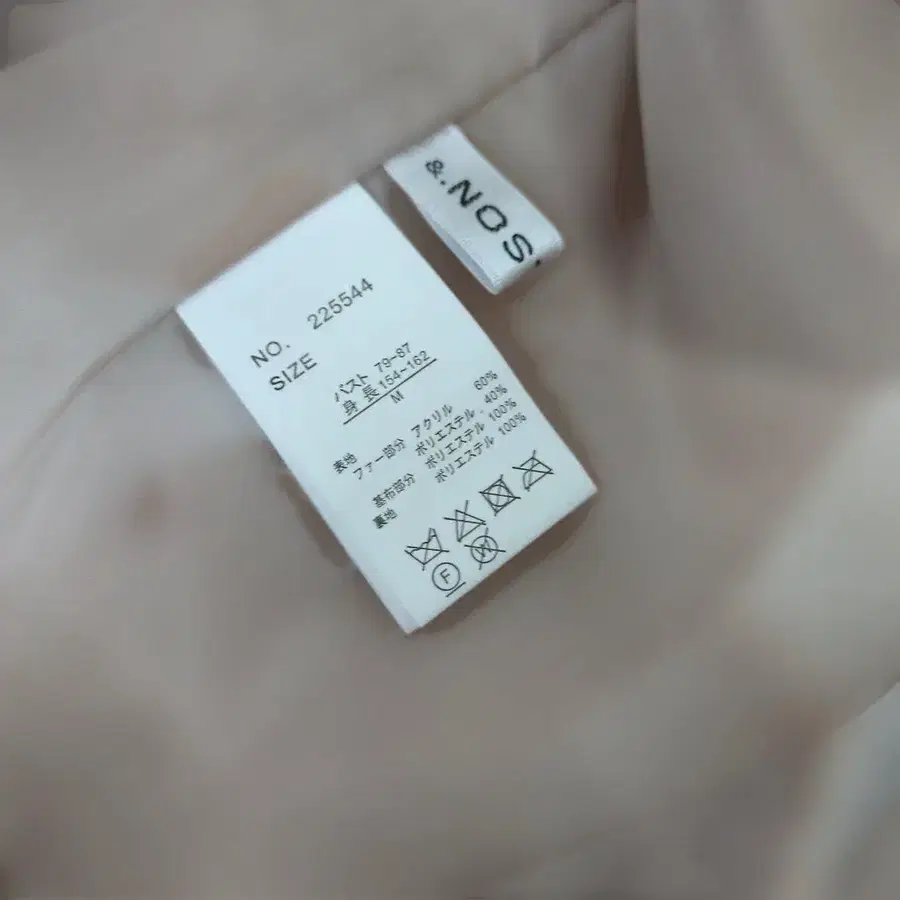 &.NOS.
NO. 225544
SIZE
バスト 79-87
身長 154-162
M
表地
ファー部分 アクリル 60%
ポリエステル 40%
基布部分 ポリエステル 100%
裏地 ポリエステル 100%
F
W